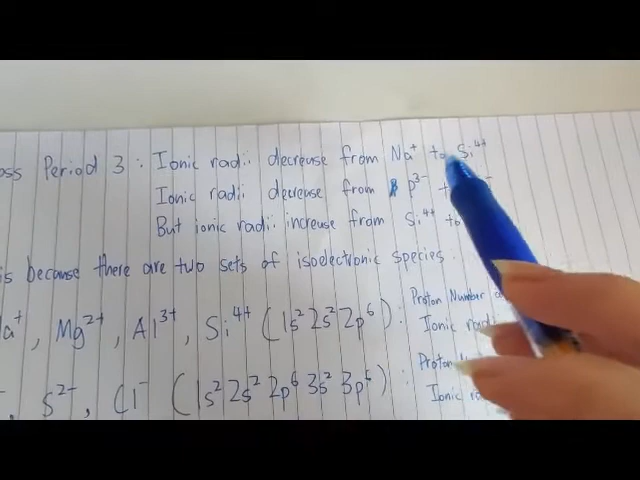 oss Period 3 : Ionic radii decrease from Na⁺ to Si⁴⁺
Ionic radii decrease from P³⁻ t
But ionic radii increase from Si⁴⁺ to
is because there are two sets of isoelectronic species.
a⁺, Mg²⁺, Al³⁺, Si⁴⁺ (1s² 2s² 2p⁶) : Proton Number
Ionic radii
S²⁻, Cl⁻ (1s² 2s² 2p⁶ 3s² 3p⁶) : Proton
Ionic